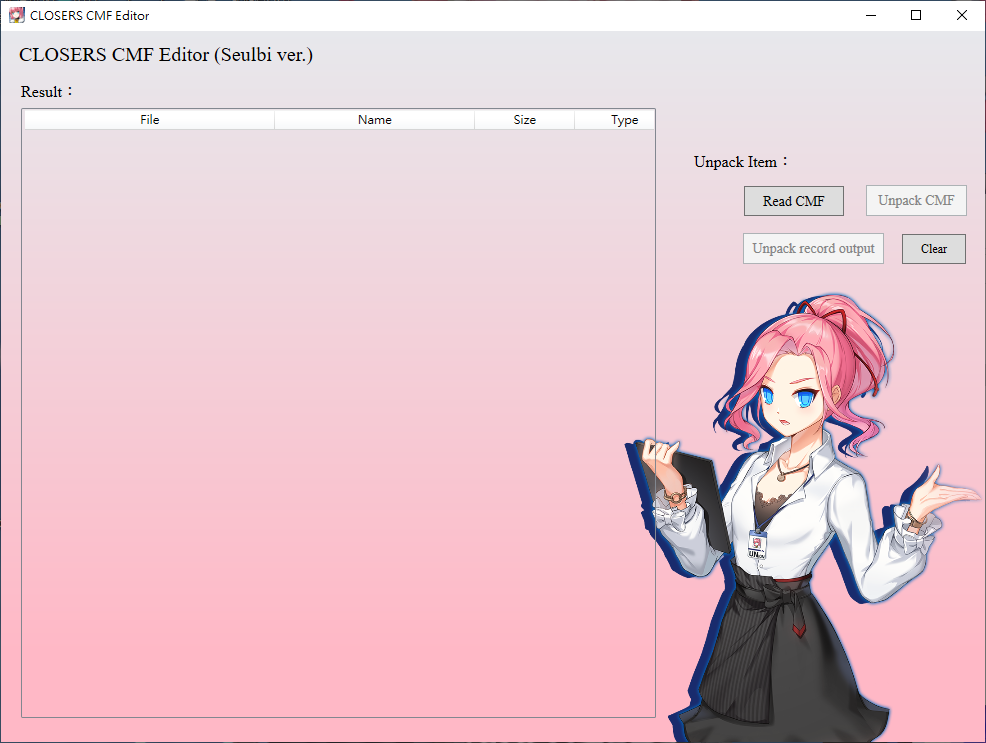 CLOSERS CMF Editor
CLOSERS CMF Editor (Seulbi ver.)
Result：
File Name Size Type
Unpack Item：
Read CMF Unpack CMF
Unpack record output Clear